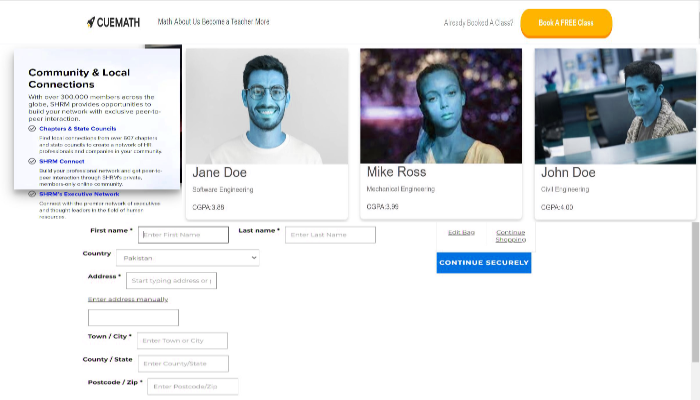 CUEMATH
Math About Us Become a Teacher More
Already Booked A Class?
Book A FREE Class
Community & Local
Connections
With over 300,000 members across the
globe, SHRM provides opportunities to
build your network with exclusive peer-to-
peer interaction.
Chapters & State Councils
Find local connections from over 607 chapters
and state councils to create a network of HR
professionals and companies in your community.
SHRM Connect
Build your professional network and get peer-to-
peer interaction through SHRM's private,
members-only online community.
SHRM's Executive Network
Connect with the premier network of executives
and thought leaders in the field of human
resources.
Jane Doe
Software Engineering
CGPA:3.88
Mike Ross
Mechanical Engineering
CGPA:3.99
John Doe
Civil Engineering
CGPA:4.00
First name *
Enter First Name
Last name *
Enter Last Name
Country
Pakistan
Address *
Start typing address or p
Enter address manually
Town / City *
Enter Town or City
County / State
Enter County/State
Postcode / Zip *
Enter Postcode/Zip
Edit Bag
Continue
Shopping
CONTINUE SECURELY